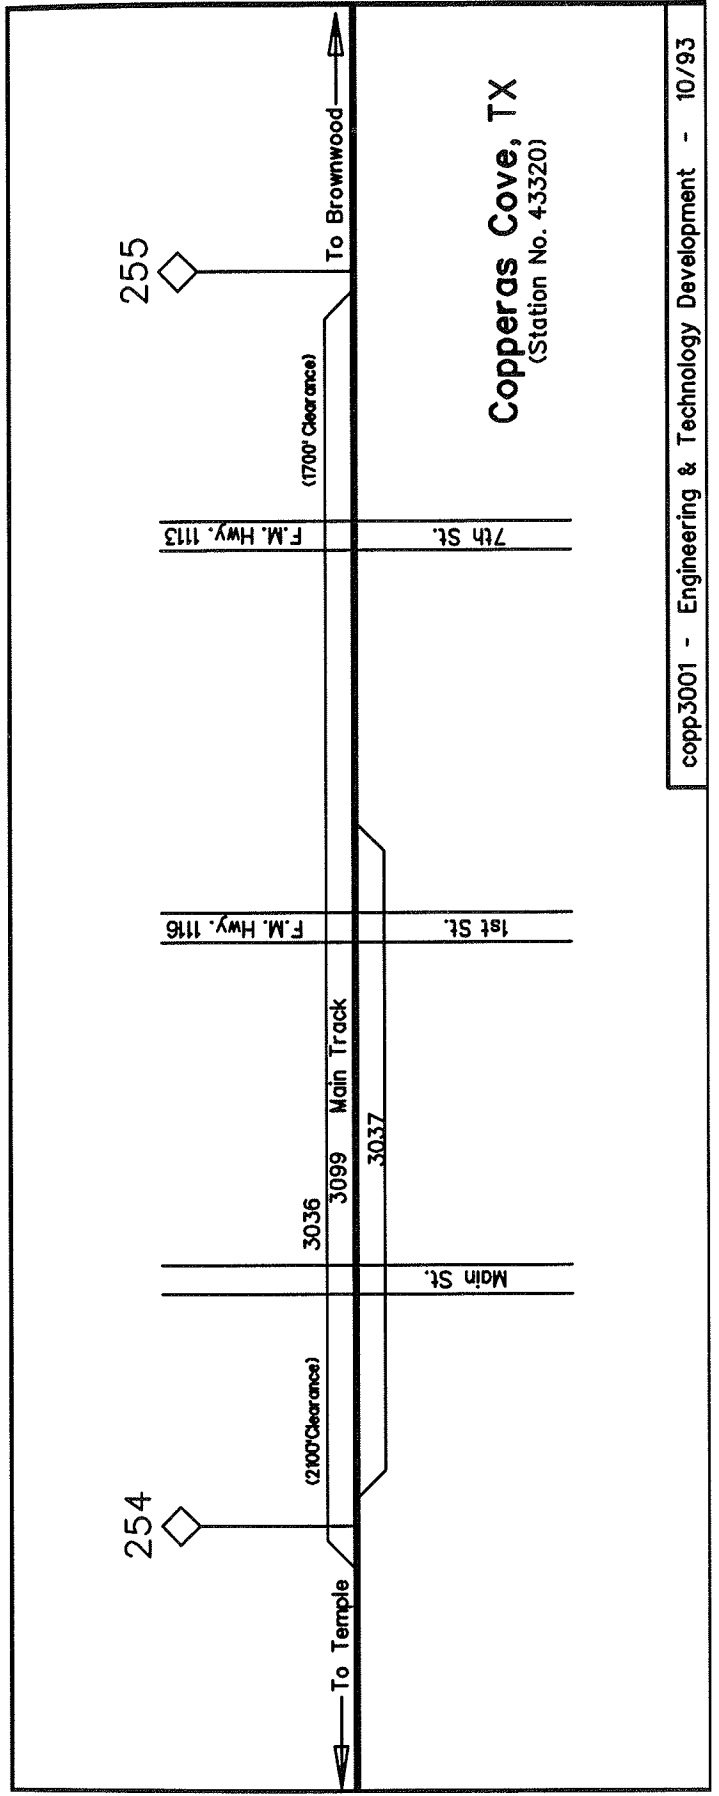 254
255
To Temple
To Brownwood
(2100'Clearance)
(1700' Clearance)
3036
3099 Main Track
3037
Main St.
F.M. Hwy. 1116
1st St.
F.M. Hwy. 1113
7th St.
Copperas Cove, TX
(Station No. 43320)
copp3001 - Engineering & Technology Development - 10/93